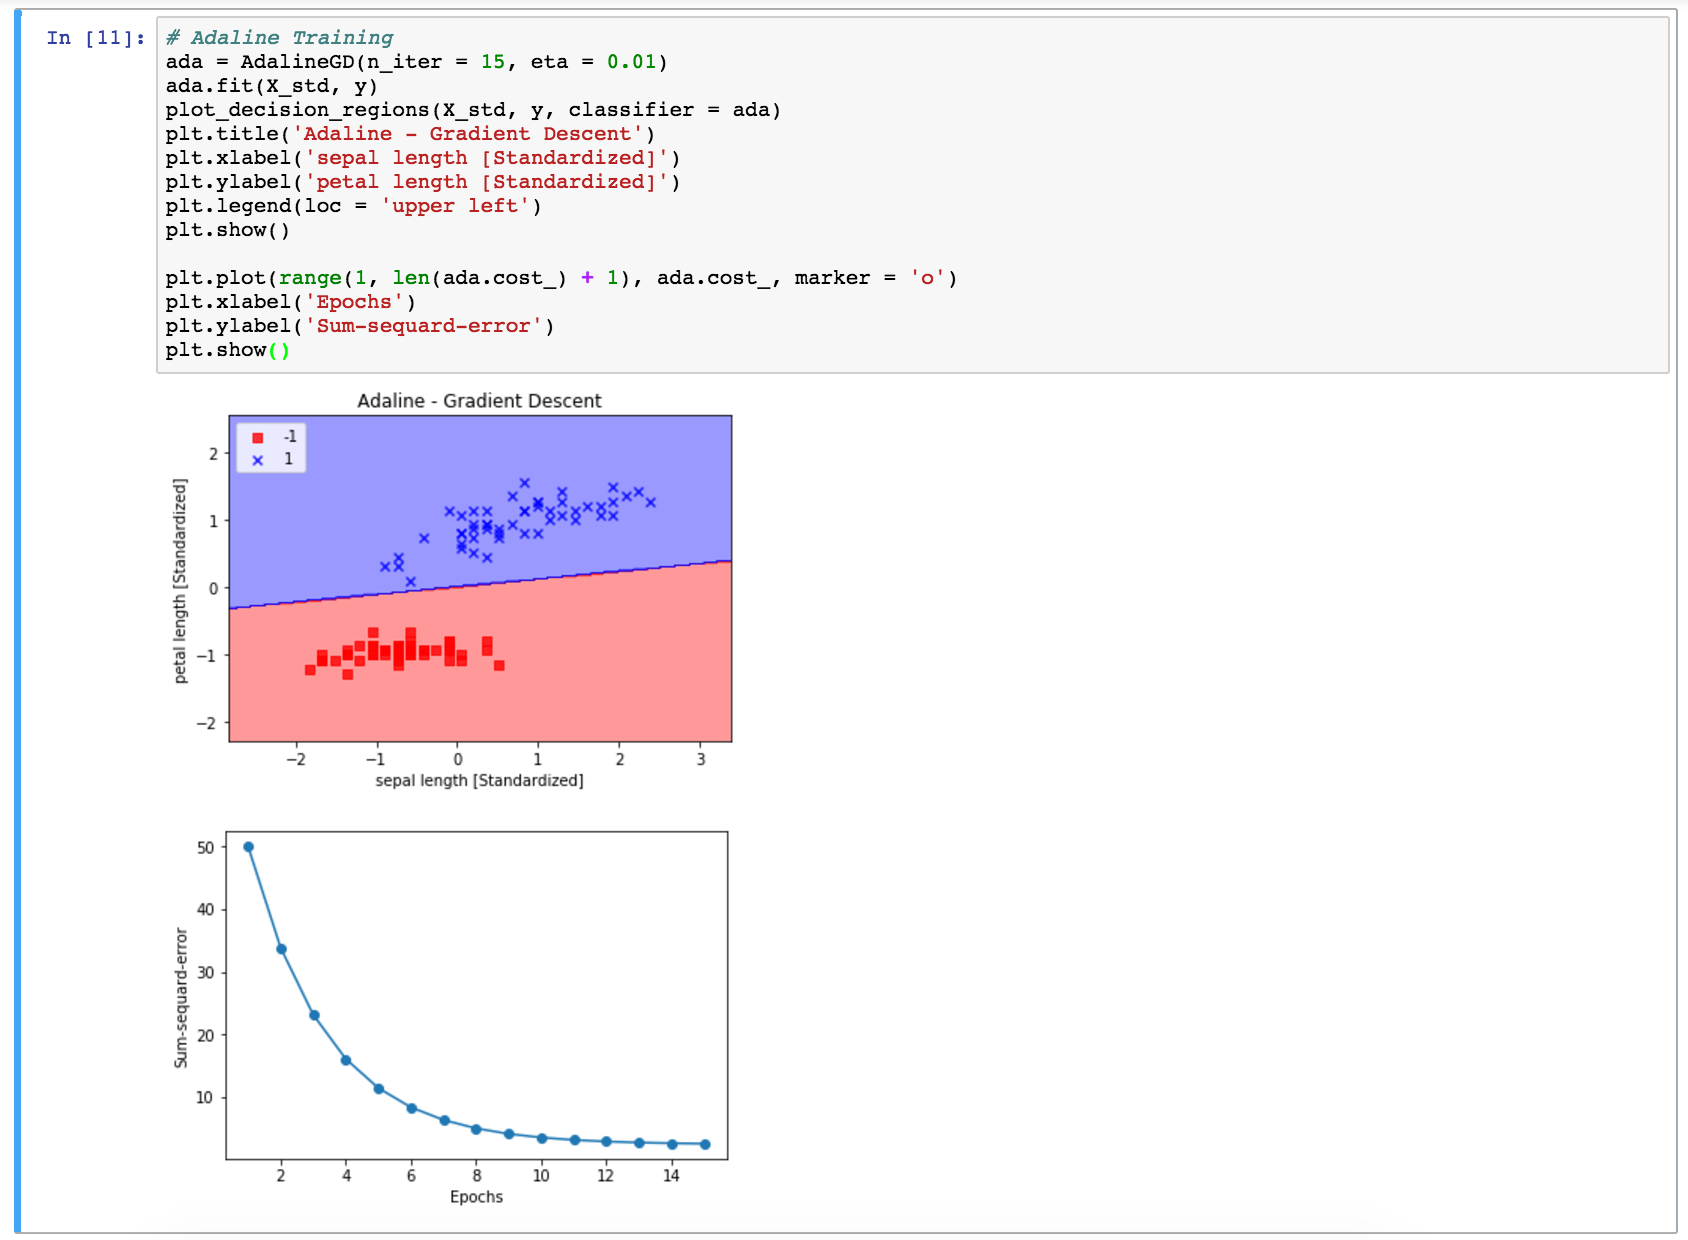 In [11]:
# Adaline Training
ada = AdalineGD(n_iter = 15, eta = 0.01)
ada.fit(X_std, y)
plot_decision_regions(X_std, y, classifier = ada)
plt.title('Adaline - Gradient Descent')
plt.xlabel('sepal length [Standardized]')
plt.ylabel('petal length [Standardized]')
plt.legend(loc = 'upper left')
plt.show()
plt.plot(range(1, len(ada.cost_) + 1), ada.cost_, marker = 'o')
plt.xlabel('Epochs')
plt.ylabel('Sum-sequard-error')
plt.show()
Adaline - Gradient Descent
-1
1
2
1
0
−1
−2
petal length [Standardized]
−2 −1 0 1 2 3
sepal length [Standardized]
50
40
30
20
10
Sum-sequard-error
2 4 6 8 10 12 14
Epochs